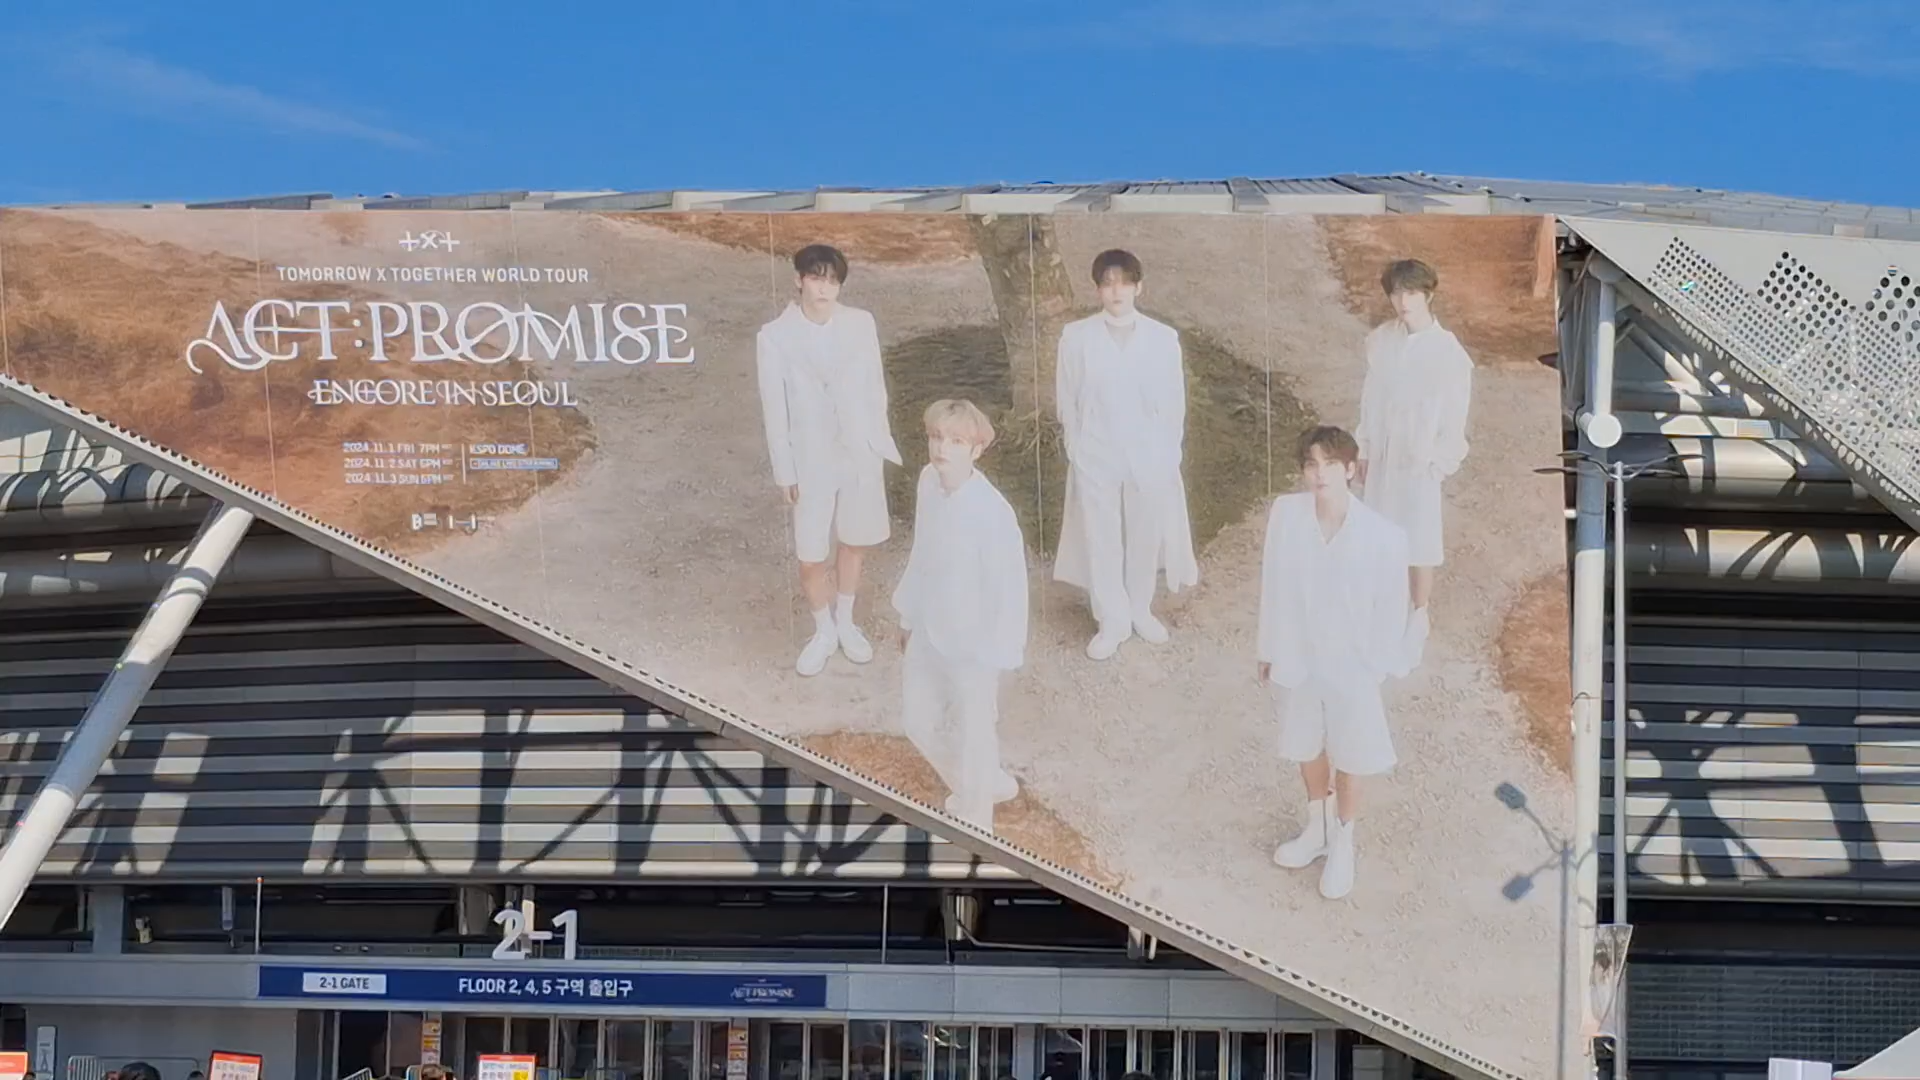 +x+
TOMORROW X TOGETHER WORLD TOUR
ACT:PROMISE
ENCORE IN SEOUL
2024.11.1 FRI 7PM
2024.11.2 SAT 6PM
2024.11.3 SUN 5PM
KSPO DOME
2-1
2-1 GATE
FLOOR 2, 4, 5 구역 출입구
ACT:PROMISE